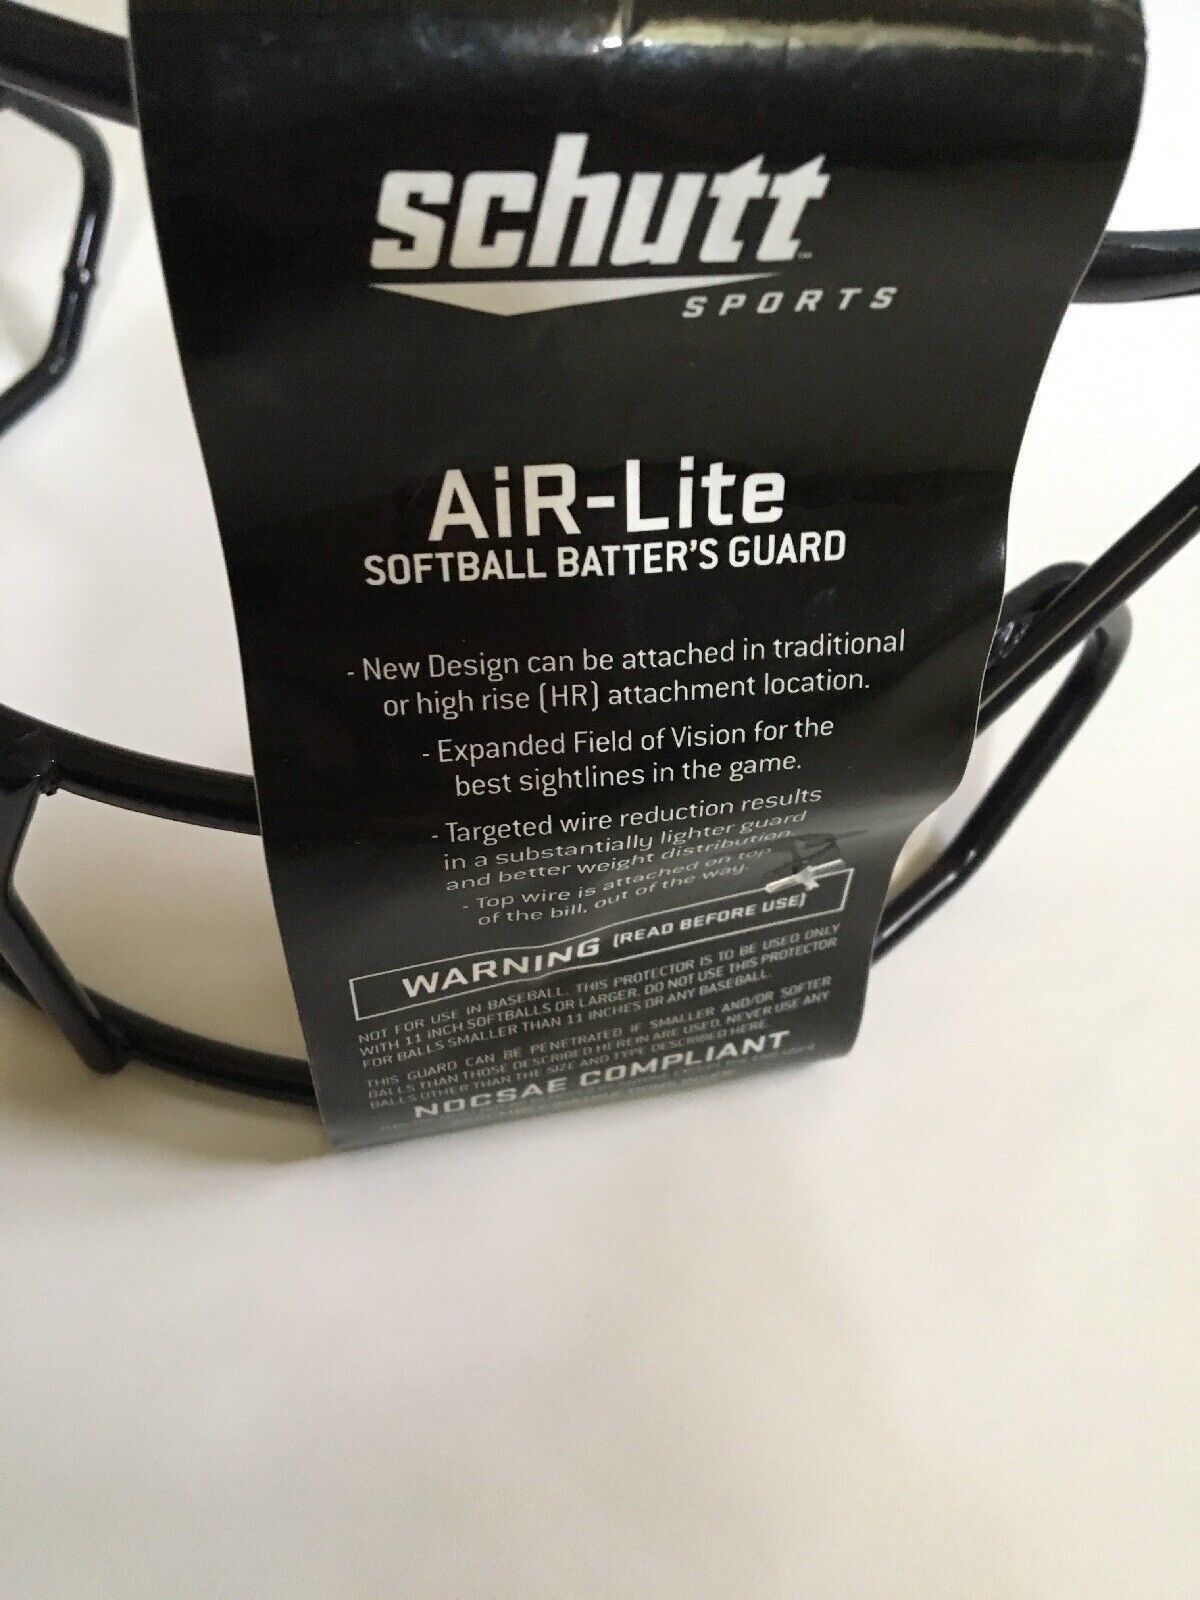 schutt™
SPORTS
AiR-Lite
SOFTBALL BATTER'S GUARD
- New Design can be attached in traditional
or high rise (HR) attachment location.
- Expanded Field of Vision for the
best sightlines in the game.
- Targeted wire reduction results
in a substantially lighter guard
and better weight distribution.
- Top wire is attached on top
of the bill, out of the way.
WARNING (READ BEFORE USE)
NOT FOR USE IN BASEBALL. THIS PROTECTOR IS TO BE USED ONLY
WITH 11 INCH SOFTBALLS OR LARGER. DO NOT USE THIS PROTECTOR
FOR BALLS SMALLER THAN 11 INCHES OR ANY BASEBALL.
THIS GUARD CAN BE PENETRATED IF SMALLER AND/OR SOFTER
BALLS THAN THOSE DESCRIBED HEREIN ARE USED. NEVER USE ANY
BALLS OTHER THAN THE SIZE AND TYPE DESCRIBED HERE.
NOCSAE COMPLIANT